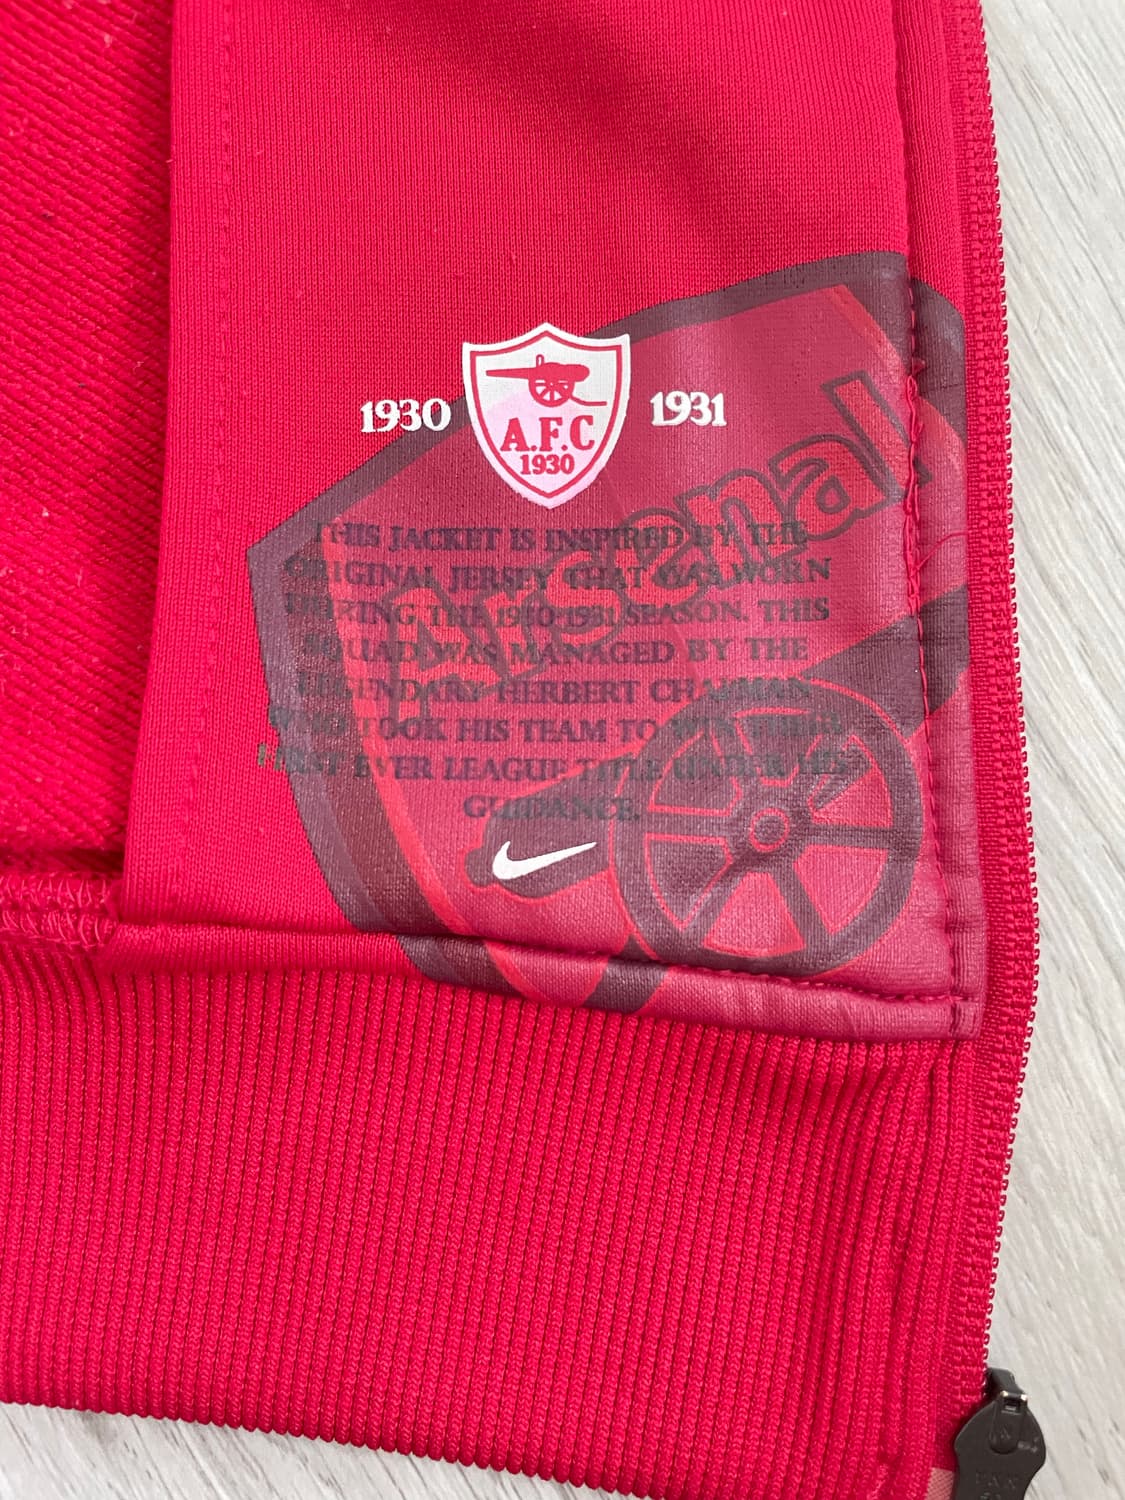 1930 1931
A.F.C
1930
Arsenal
THIS JACKET IS INSPIRED BY THE
ORIGINAL JERSEY THAT WAS WORN
DURING THE 1930-1931 SEASON. THIS
SQUAD WAS MANAGED BY THE
LEGENDARY HERBERT CHAPMAN
WHO TOOK HIS TEAM TO WIN THEIR
FIRST EVER LEAGUE TITLE UNDER HIS
GUIDANCE.